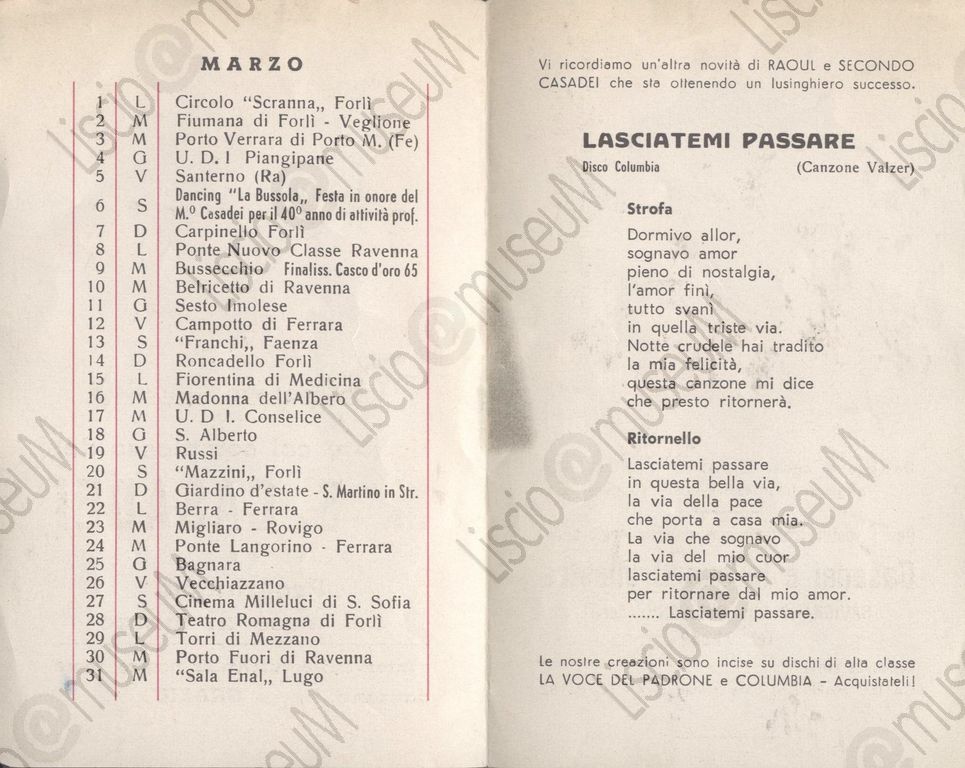 MARZO
1 L Circolo “Scranna„ Forlì
2 M Fiumana di Forlì - Veglione
3 M Porto Verrara di Porto M. (Fe)
4 G U. D. I Piangipane
5 V Santerno (Ra)
6 S Dancing “La Bussola„ Festa in onore del
M.º Casadei per il 40º anno di attività prof.
7 D Carpinello Forlì
8 L Ponte Nuovo Classe Ravenna
9 M Bussecchio Finaliss. Casco d'oro 65
10 M Belricetto di Ravenna
11 G Sesto Imolese
12 V Campotto di Ferrara
13 S “Franchi„ Faenza
14 D Roncadello Forlì
15 L Fiorentina di Medicina
16 M Madonna dell'Albero
17 M U. D I. Conselice
18 G S. Alberto
19 V Russi
20 S “Mazzini„ Forlì
21 D Giardino d'estate - S. Martino in Str.
22 L Berra - Ferrara
23 M Migliaro - Rovigo
24 M Ponte Langorino - Ferrara
25 G Bagnara
26 V Vecchiazzano
27 S Cinema Milleluci di S. Sofia
28 D Teatro Romagna di Forlì
29 L Torri di Mezzano
30 M Porto Fuori di Ravenna
31 M “Sala Enal„ Lugo
Vi ricordiamo un'altra novità di RAOUL e SECONDO
CASADEI che sta ottenendo un lusinghiero successo.
LASCIATEMI PASSARE
Disco Columbia (Canzone Valzer)
Strofa
Dormivo allor,
sognavo amor
pieno di nostalgia,
l'amor finì,
tutto svanì
in quella triste via.
Notte crudele hai tradito
la mia felicità,
questa canzone mi dice
che presto ritornerà.
Ritornello
Lasciatemi passare
in questa bella via,
la via della pace
che porta a casa mia.
La via che sognavo
la via del mio cuor
lasciatemi passare
per ritornare dal mio amor.
....... Lasciatemi passare.
Le nostre creazioni sono incise su dischi di alta classe
LA VOCE DEL PADRONE e COLUMBIA - Acquistateli!
Liscio@museuM